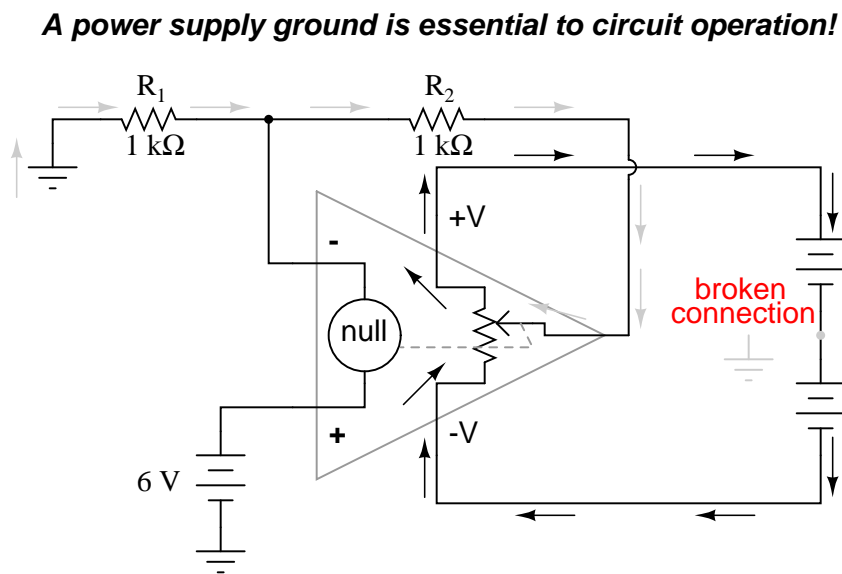 A power supply ground is essential to circuit operation!
R1
R2
1 kΩ
1 kΩ
+V
-
broken
connection
null
+
-V
6 V